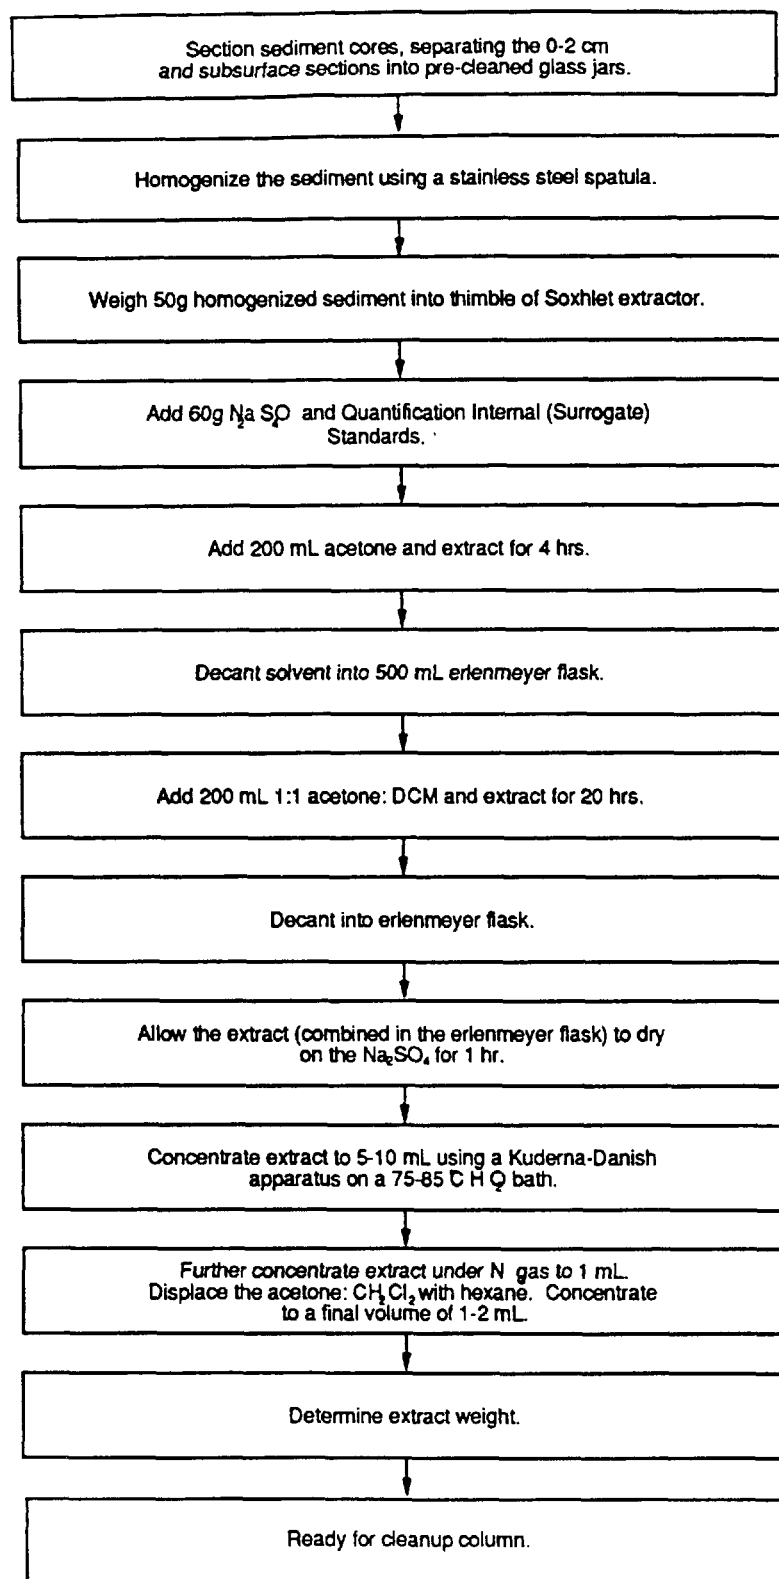 Section sediment cores, separating the 0-2 cm
and subsurface sections into pre-cleaned glass jars.
Homogenize the sediment using a stainless steel spatula.
Weigh 50g homogenized sediment into thimble of Soxhlet extractor.
Add 60g Na₂SO₄ and Quantification Internal (Surrogate)
Standards.
Add 200 mL acetone and extract for 4 hrs.
Decant solvent into 500 mL erlenmeyer flask.
Add 200 mL 1:1 acetone: DCM and extract for 20 hrs.
Decant into erlenmeyer flask.
Allow the extract (combined in the erlenmeyer flask) to dry
on the Na₂SO₄ for 1 hr.
Concentrate extract to 5-10 mL using a Kuderna-Danish
apparatus on a 75-85°C H₂O bath.
Further concentrate extract under N₂ gas to 1 mL.
Displace the acetone: CH₂Cl₂ with hexane. Concentrate
to a final volume of 1-2 mL.
Determine extract weight.
Ready for cleanup column.